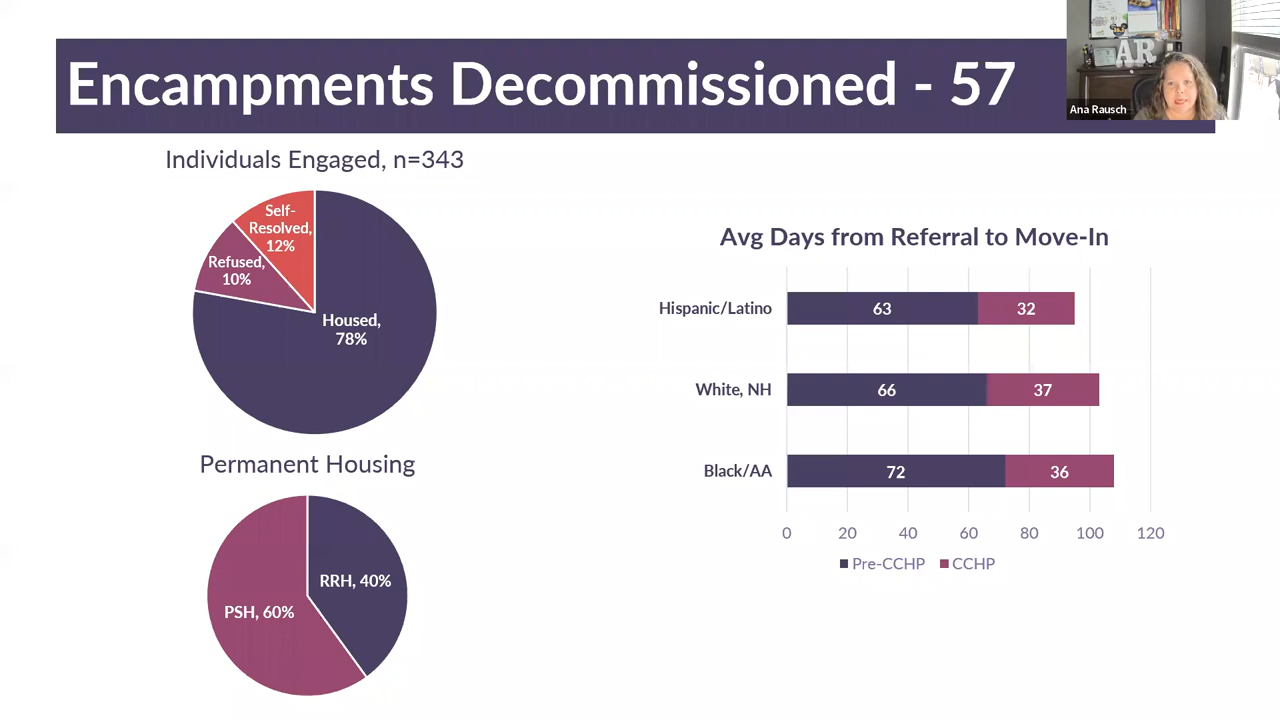 Encampments Decommissioned - 57
AR
Ana Rausch
Individuals Engaged, n=343
Self-
Resolved,
12%
Refused,
10%
Housed,
78%
Permanent Housing
RRH, 40%
PSH, 60%
Avg Days from Referral to Move-In
Hispanic/Latino
63
32
White, NH
66
37
Black/AA
72
36
0 20 40 60 80 100 120
Pre-CCHP CCHP